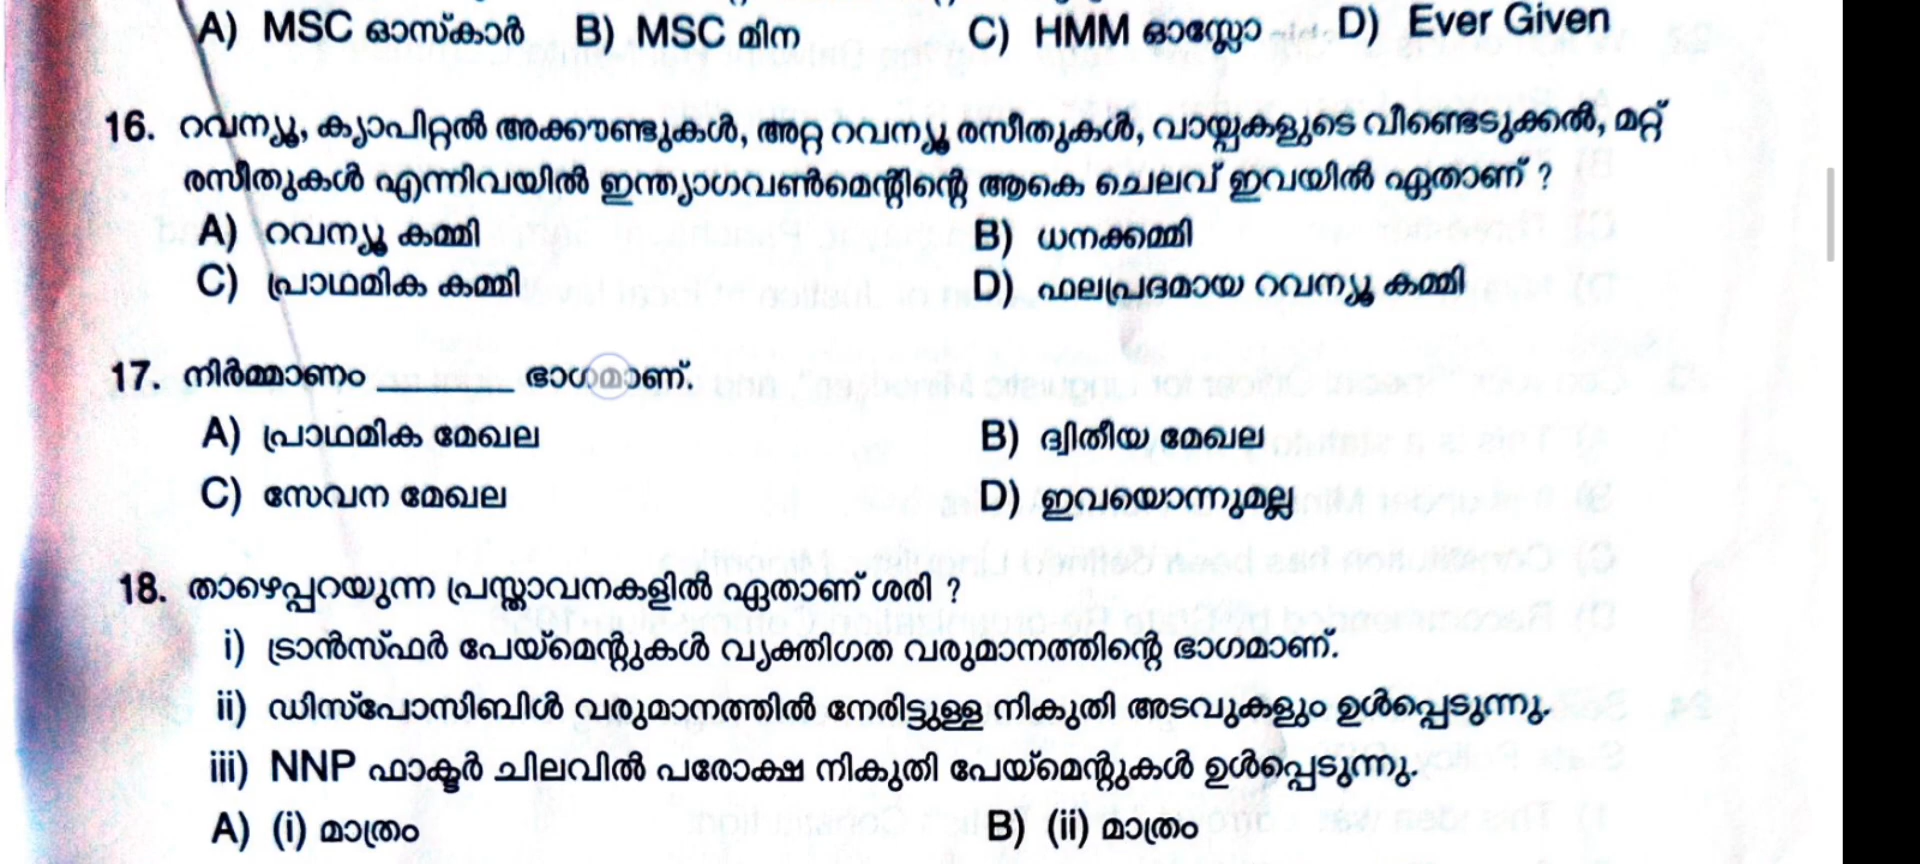 A) MSC ഓസ്കാർ B) MSC മിന C) HMM ഓസ്ലോ D) Ever Given
16. റവന്യൂ, ക്യാപിറ്റൽ അക്കൗണ്ടുകൾ, അറ്റ റവന്യൂ രസീതുകൾ, വായ്പകളുടെ വീണ്ടെടുക്കൽ, മറ്റ്
രസീതുകൾ എന്നിവയിൽ ഇന്ത്യാഗവൺമെന്റിന്റെ ആകെ ചെലവ് ഇവയിൽ ഏതാണ് ?
A) റവന്യൂ കമ്മി B) ധനക്കമ്മി
C) പ്രാഥമിക കമ്മി D) ഫലപ്രദമായ റവന്യൂ കമ്മി
17. നിർമ്മാണം ________ ഭാഗമാണ്.
A) പ്രാഥമിക മേഖല B) ദ്വിതീയ മേഖല
C) സേവന മേഖല D) ഇവയൊന്നുമല്ല
18. താഴെപ്പറയുന്ന പ്രസ്താവനകളിൽ ഏതാണ് ശരി ?
i) ട്രാൻസ്ഫർ പേയ്മെന്റുകൾ വ്യക്തിഗത വരുമാനത്തിന്റെ ഭാഗമാണ്.
ii) ഡിസ്പോസിബിൾ വരുമാനത്തിൽ നേരിട്ടുള്ള നികുതി അടവുകളും ഉൾപ്പെടുന്നു.
iii) NNP ഫാക്ടർ ചിലവിൽ പരോക്ഷ നികുതി പേയ്മെന്റുകൾ ഉൾപ്പെടുന്നു.
A) (i) മാത്രം B) (ii) മാത്രം